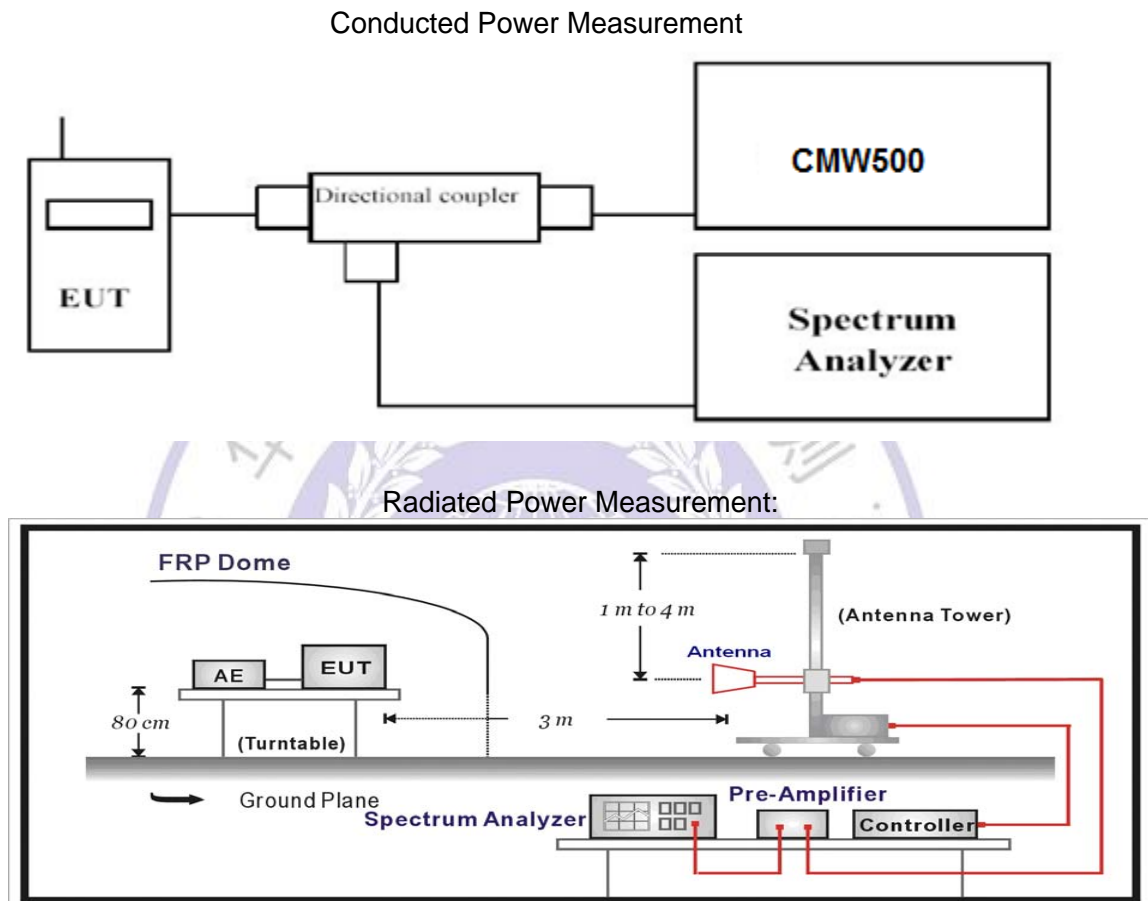 Conducted Power Measurement
CMW500
Directional coupler
EUT
Spectrum
Analyzer
Radiated Power Measurement:
FRP Dome
1 m to 4 m
(Antenna Tower)
Antenna
AE
EUT
80 cm
3 m
(Turntable)
Ground Plane
Pre-Amplifier
Spectrum Analyzer
Controller